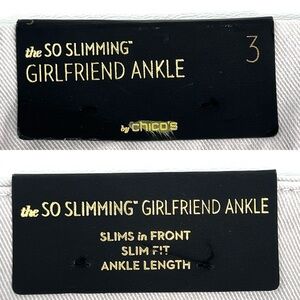 the SO SLIMMING™
GIRLFRIEND ANKLE
3
by chico's
the SO SLIMMING™ GIRLFRIEND ANKLE
SLIMS in FRONT
SLIM FIT
ANKLE LENGTH